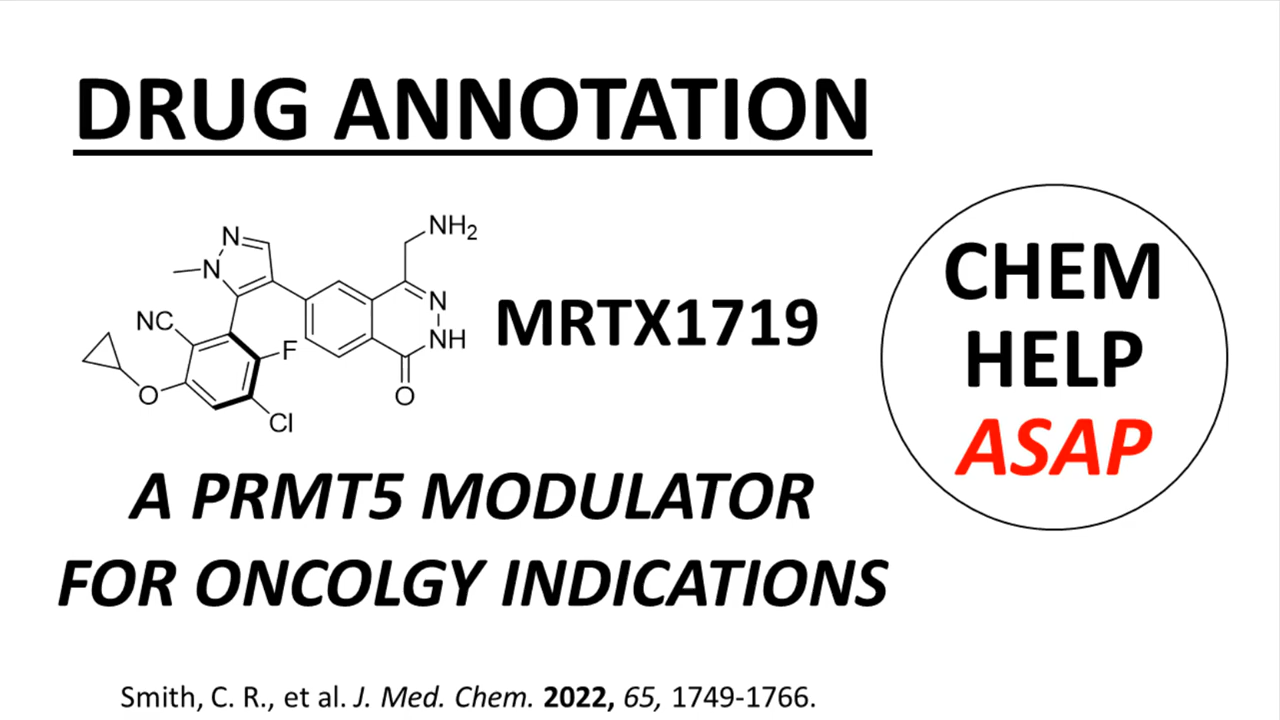 DRUG ANNOTATION
NH2
N
N
N
NH
CN
F
O
O
Cl
MRTX1719
A PRMT5 MODULATOR
FOR ONCOLGY INDICATIONS
CHEM
HELP
ASAP
Smith, C. R., et al. J. Med. Chem. 2022, 65, 1749-1766.